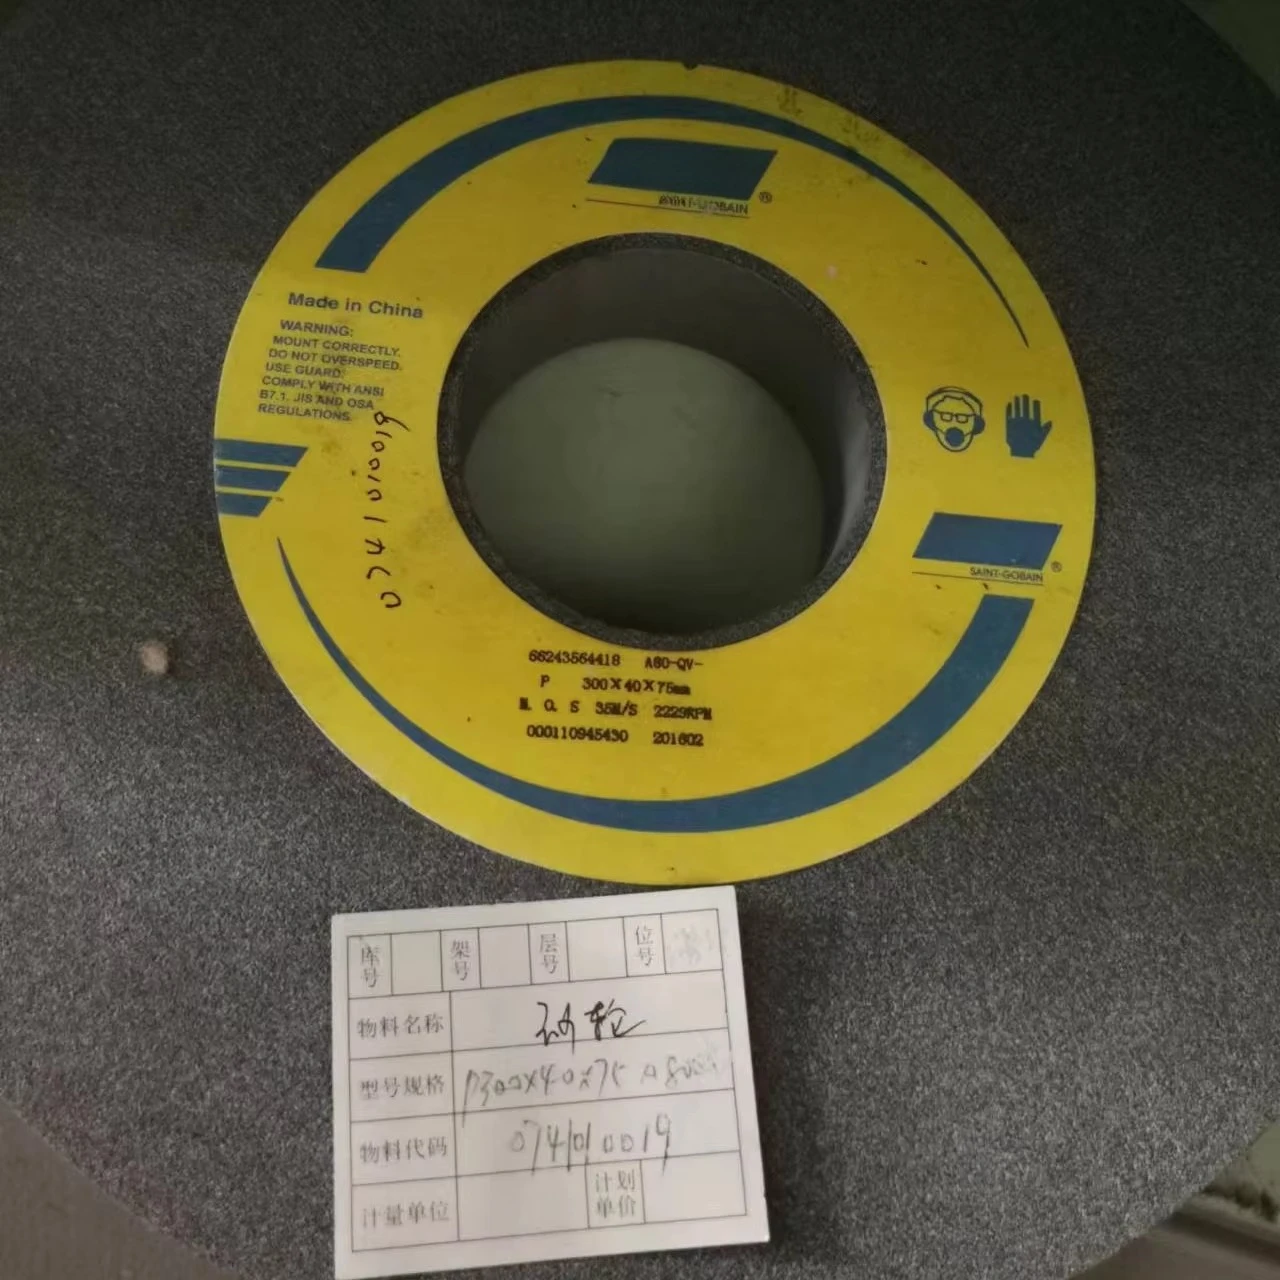 SAINT-GOBAIN®
Made in China
WARNING:
MOUNT CORRECTLY.
DO NOT OVERSPEED.
USE GUARD.
COMPLY WITH ANSI
B7.1, JIS AND OSA
REGULATIONS.
SAINT-GOBAIN®
66243564418 A60-QV-
P 300X40X75mm
M. O. S 35M/S 2229RPM
000110945430 201602
库号 架号 层号 位号
物料名称 砂轮
型号规格 P300X40X75
物料代码 0741010019
计量单位 计划单价